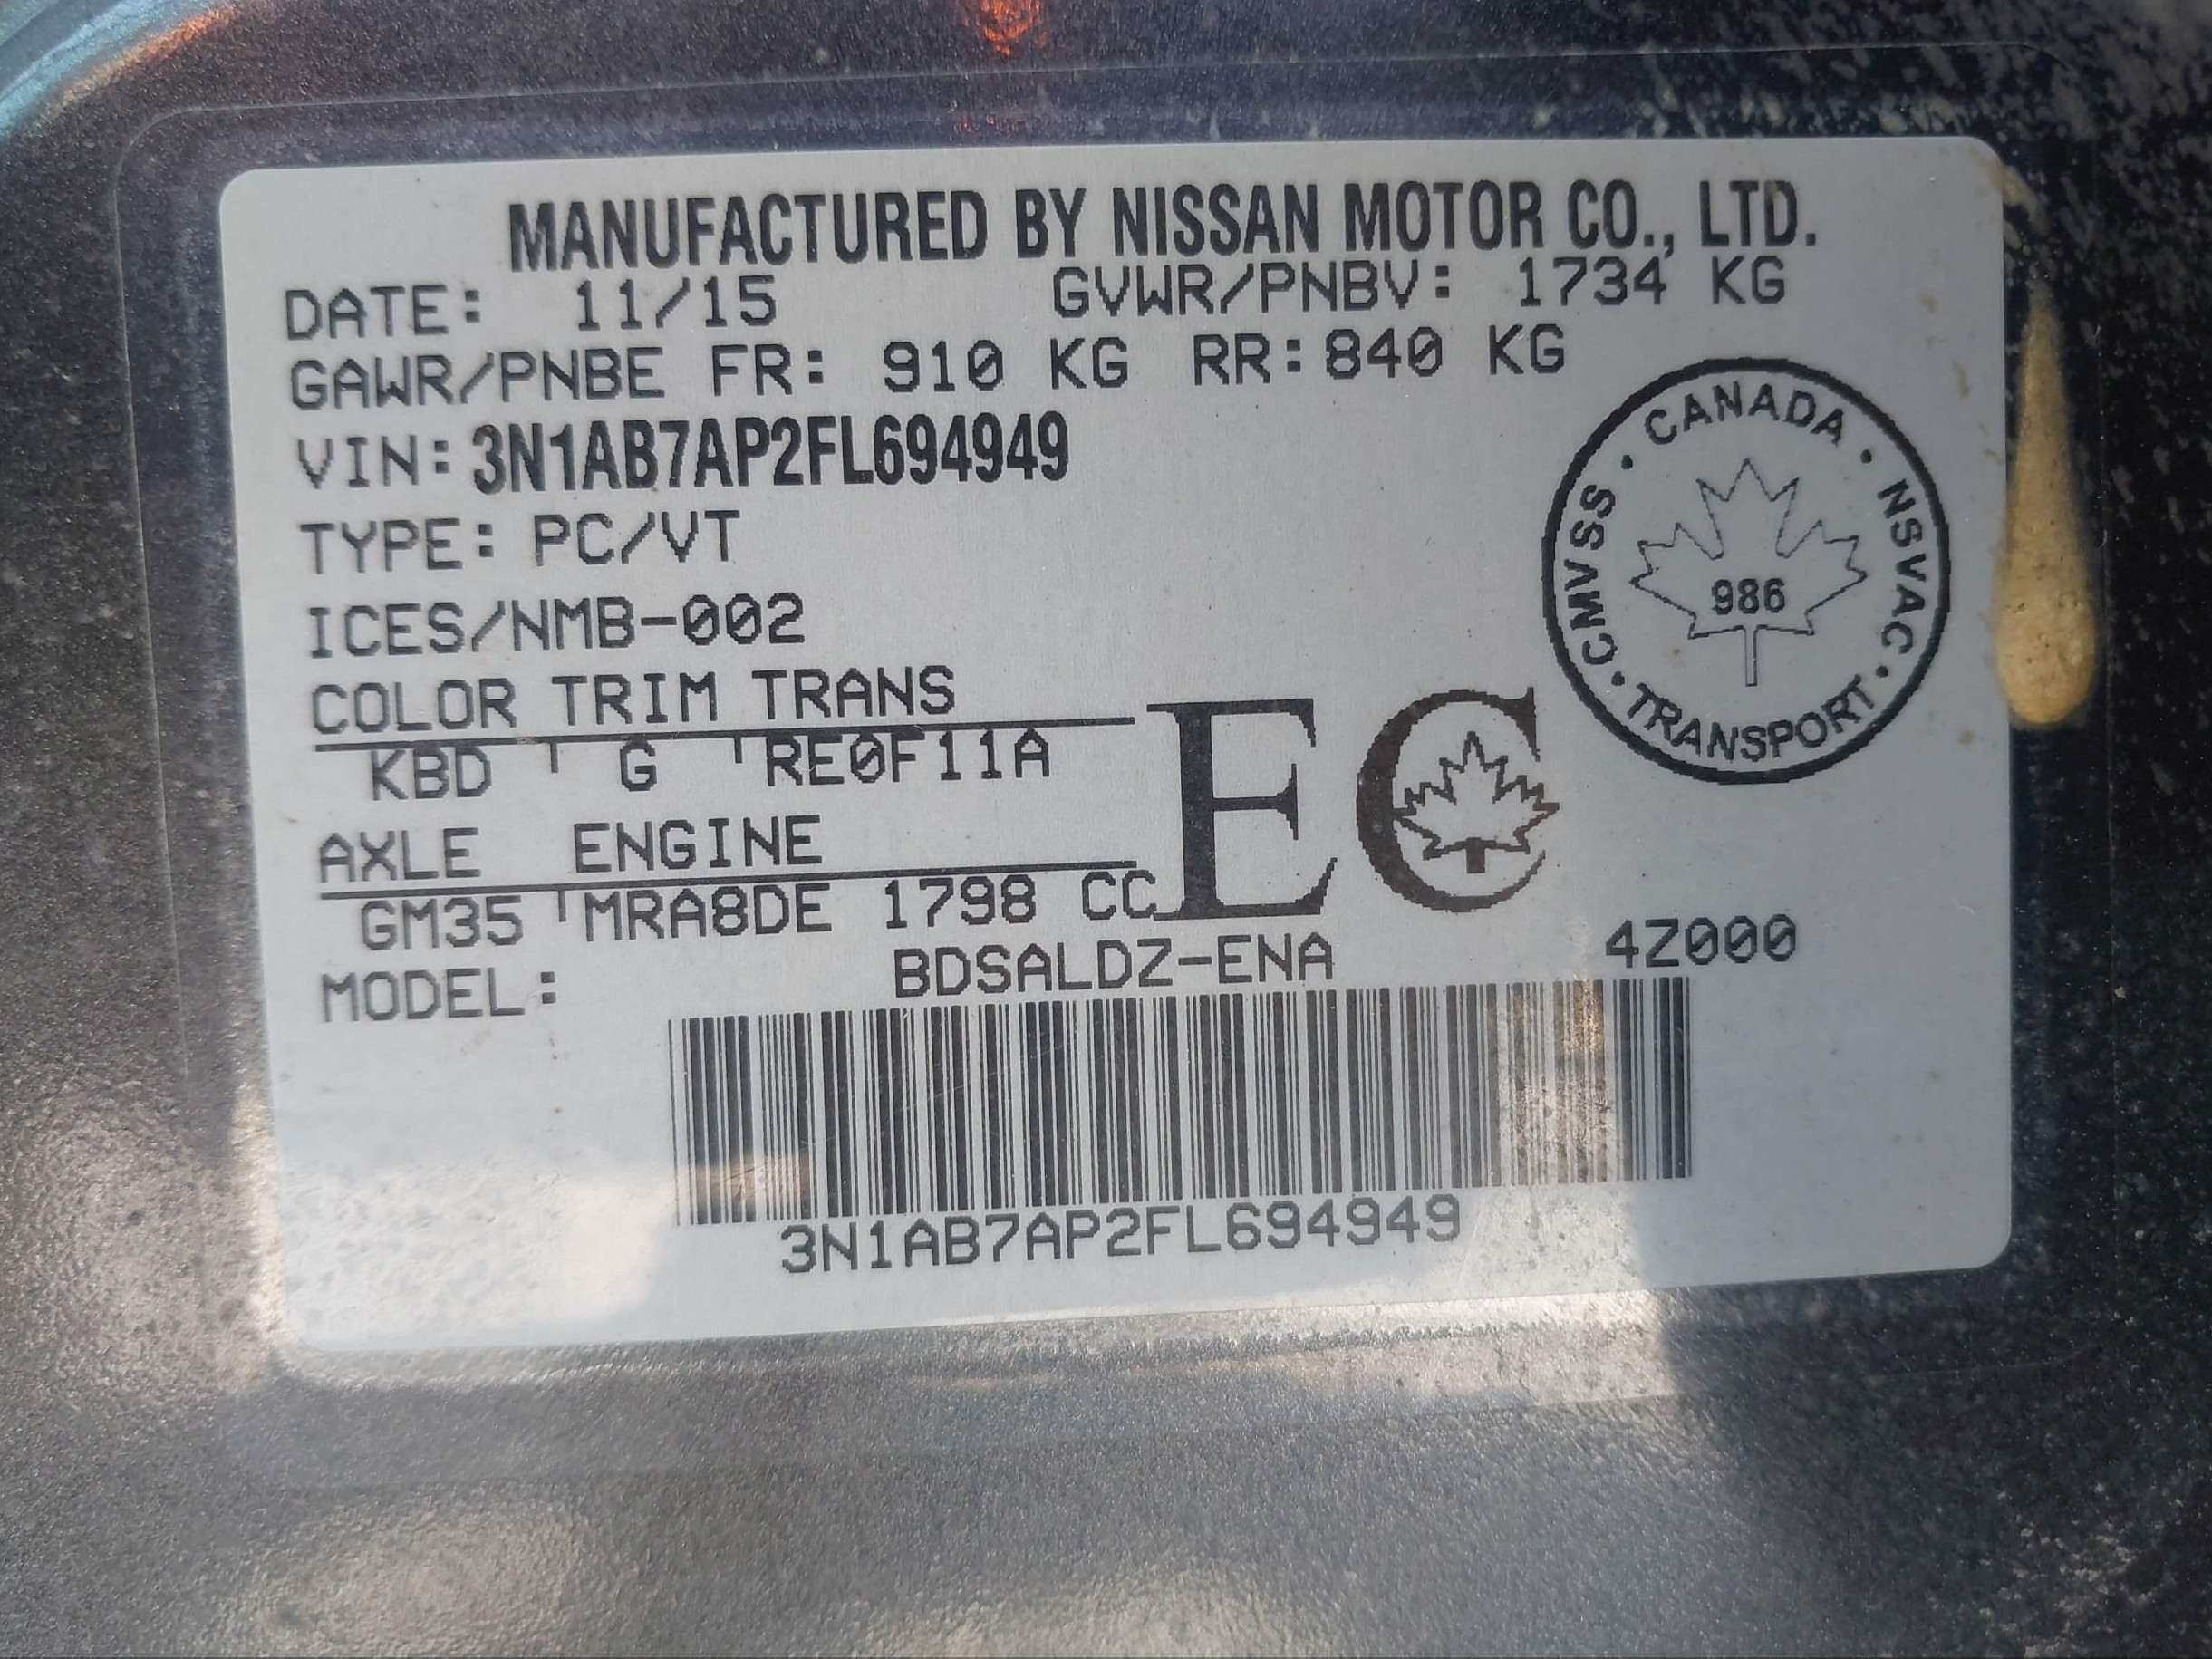 MANUFACTURED BY NISSAN MOTOR CO., LTD.
DATE: 11/15 GVWR/PNBV: 1734 KG
GAWR/PNBE FR: 910 KG RR: 840 KG
VIN: 3N1AB7AP2FL694949
TYPE: PC/VT
ICES/NMB-002
CANADA • NSVAC • TRANSPORT • CMVSS •
986
COLOR TRIM TRANS
KBD G RE0F11A
EC
AXLE ENGINE
GM35 MRA8DE 1798 CC
MODEL: BDSALDZ-ENA 4Z000
3N1AB7AP2FL694949